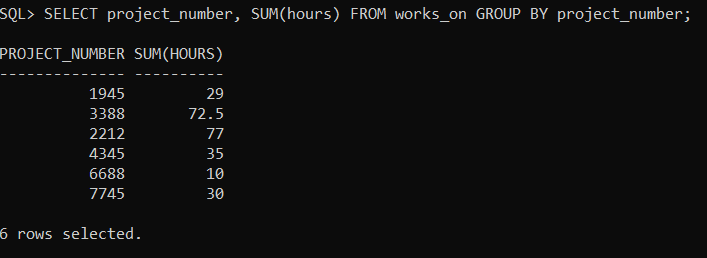 SQL> SELECT project_number, SUM(hours) FROM works_on GROUP BY project_number;
PROJECT_NUMBER SUM(HOURS)
-------------- ----------
1945 29
3388 72.5
2212 77
4345 35
6688 10
7745 30
6 rows selected.